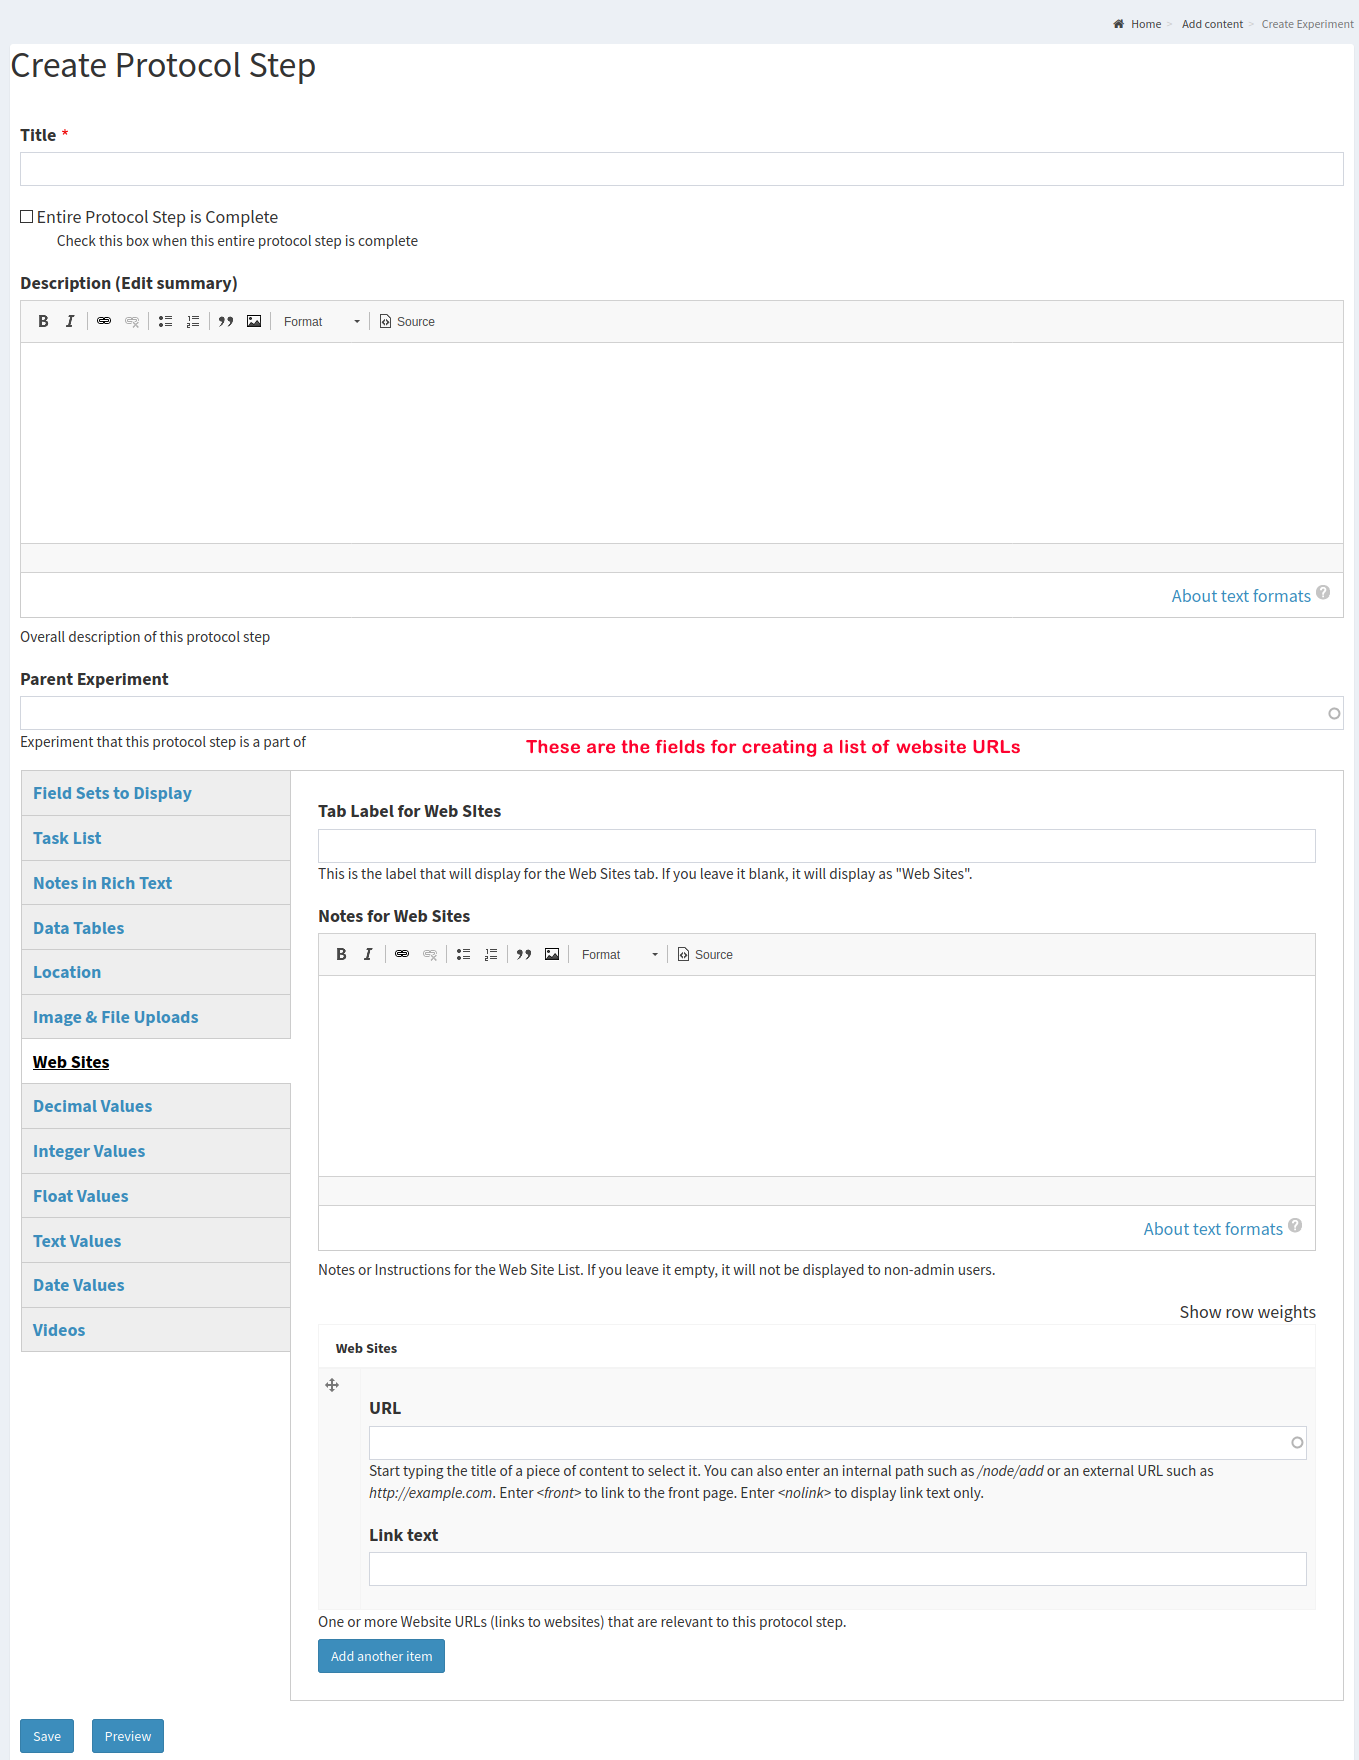 Home > Add content > Create Experiment
Create Protocol Step
Title *
Entire Protocol Step is Complete
Check this box when this entire protocol step is complete
Description (Edit summary)
B I Format Source
About text formats ?
Overall description of this protocol step
Parent Experiment
Experiment that this protocol step is a part of
These are the fields for creating a list of website URLs
Field Sets to Display
Task List
Notes in Rich Text
Data Tables
Location
Image & File Uploads
Web Sites
Decimal Values
Integer Values
Float Values
Text Values
Date Values
Videos
Tab Label for Web SItes
This is the label that will display for the Web Sites tab. If you leave it blank, it will display as "Web Sites".
Notes for Web Sites
B I Format Source
About text formats ?
Notes or Instructions for the Web Site List. If you leave it empty, it will not be displayed to non-admin users.
Show row weights
Web Sites
URL
Start typing the title of a piece of content to select it. You can also enter an internal path such as /node/add or an external URL such as
http://example.com. Enter <front> to link to the front page. Enter <nolink> to display link text only.
Link text
One or more Website URLs (links to websites) that are relevant to this protocol step.
Add another item
Save Preview